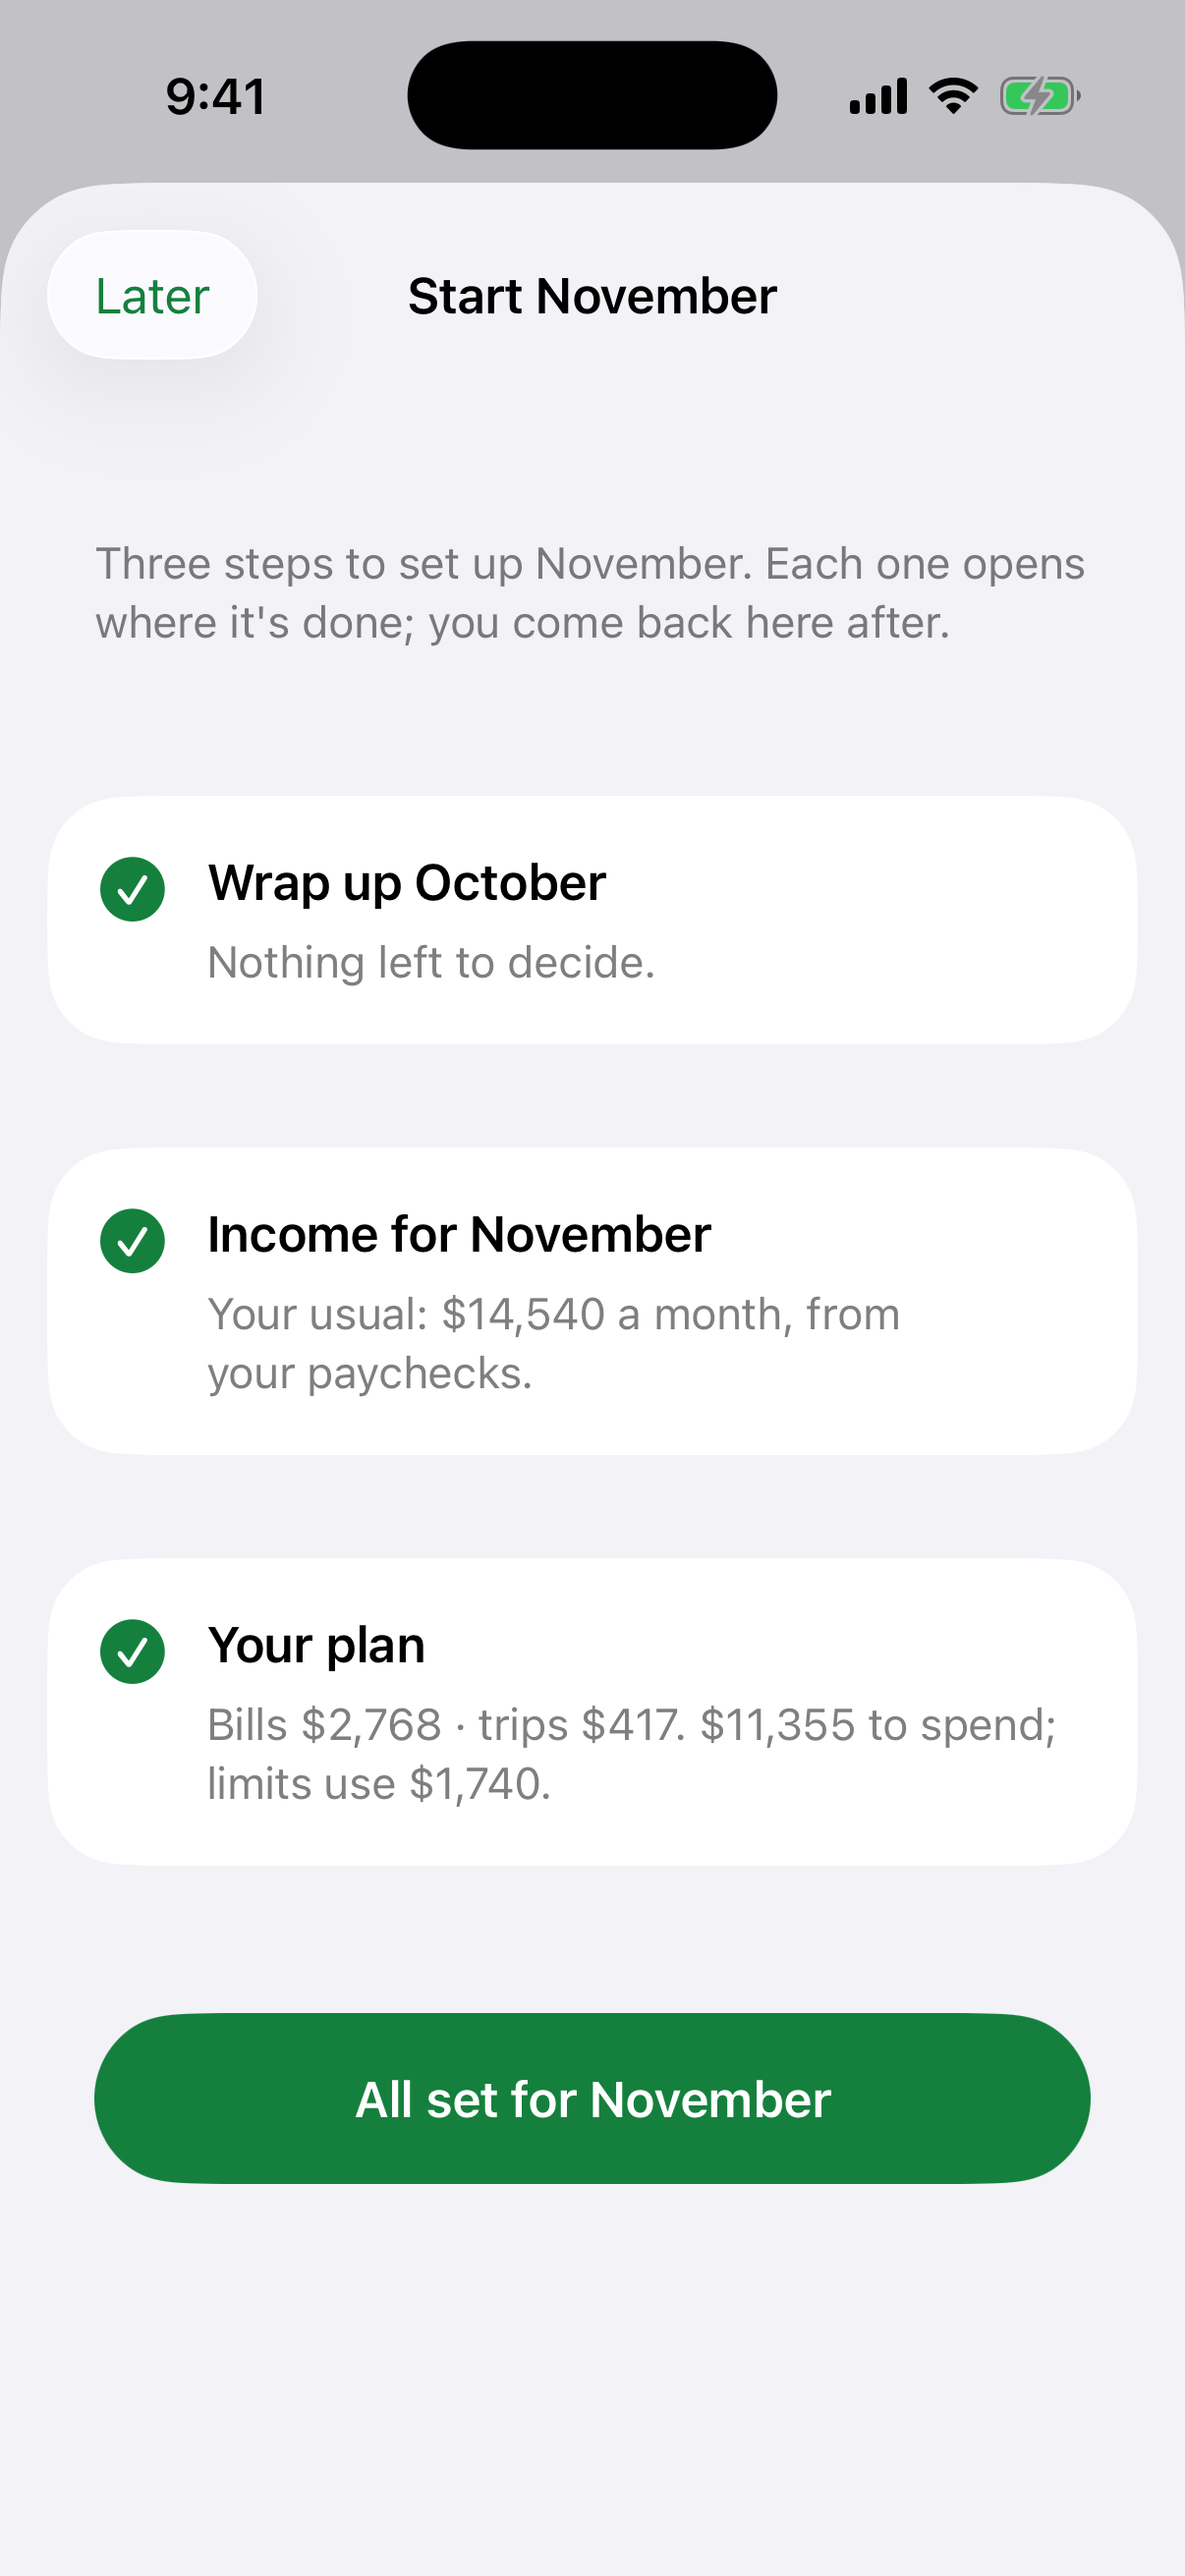 9:41
Later
Start November
Three steps to set up November. Each one opens
where it's done; you come back here after.
Wrap up October
Nothing left to decide.
Income for November
Your usual: $14,540 a month, from
your paychecks.
Your plan
Bills $2,768 · trips $417. $11,355 to spend;
limits use $1,740.
All set for November